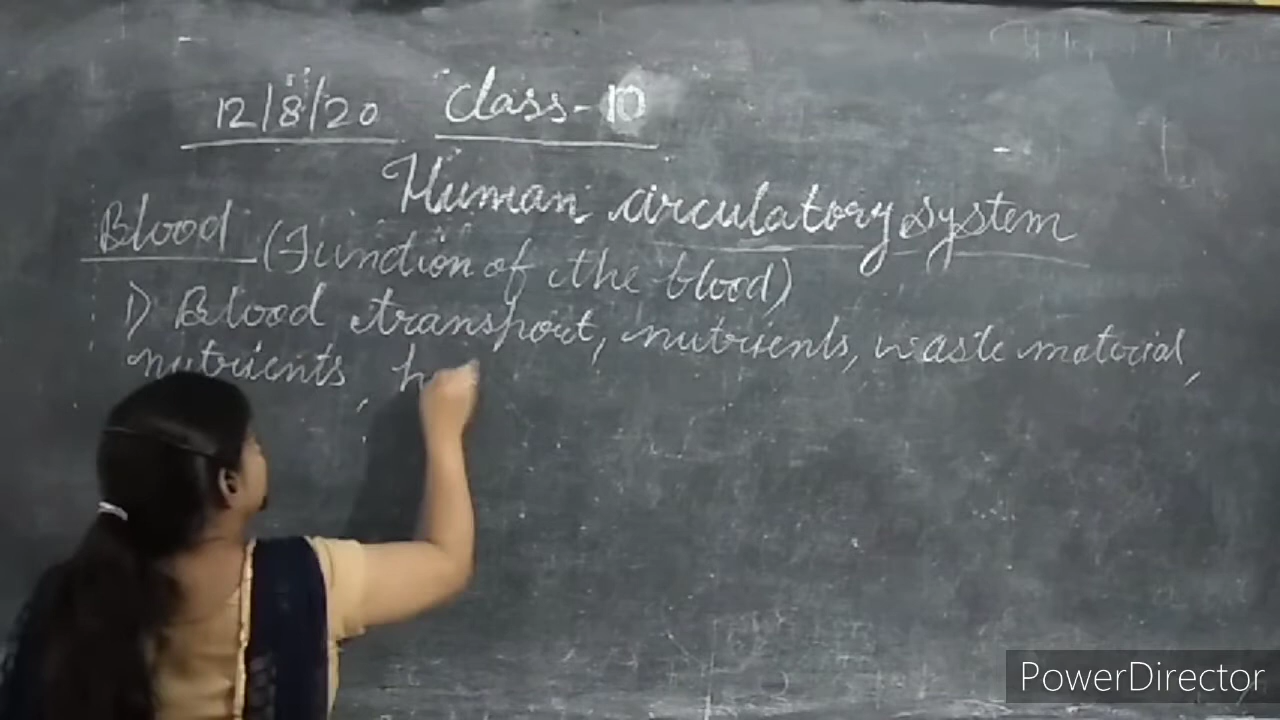 12/8/20 Class-10
Human circulatory system
Blood (Function of the blood)
1) Blood transport, nutrients, waste material,
nutrients, h
PowerDirector